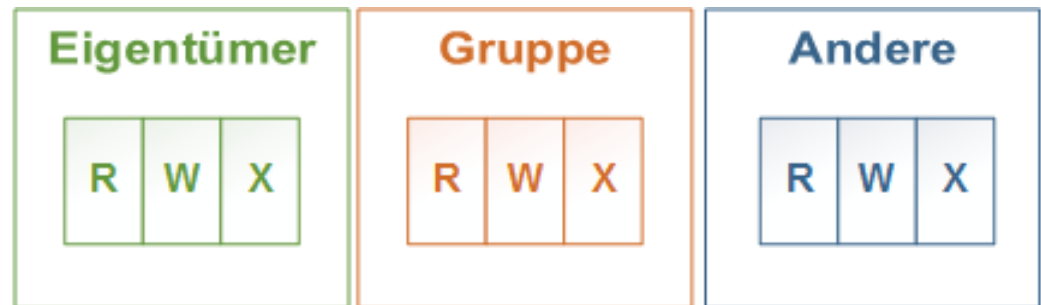 Eigentümer
R W X
Gruppe
R W X
Andere
R W X